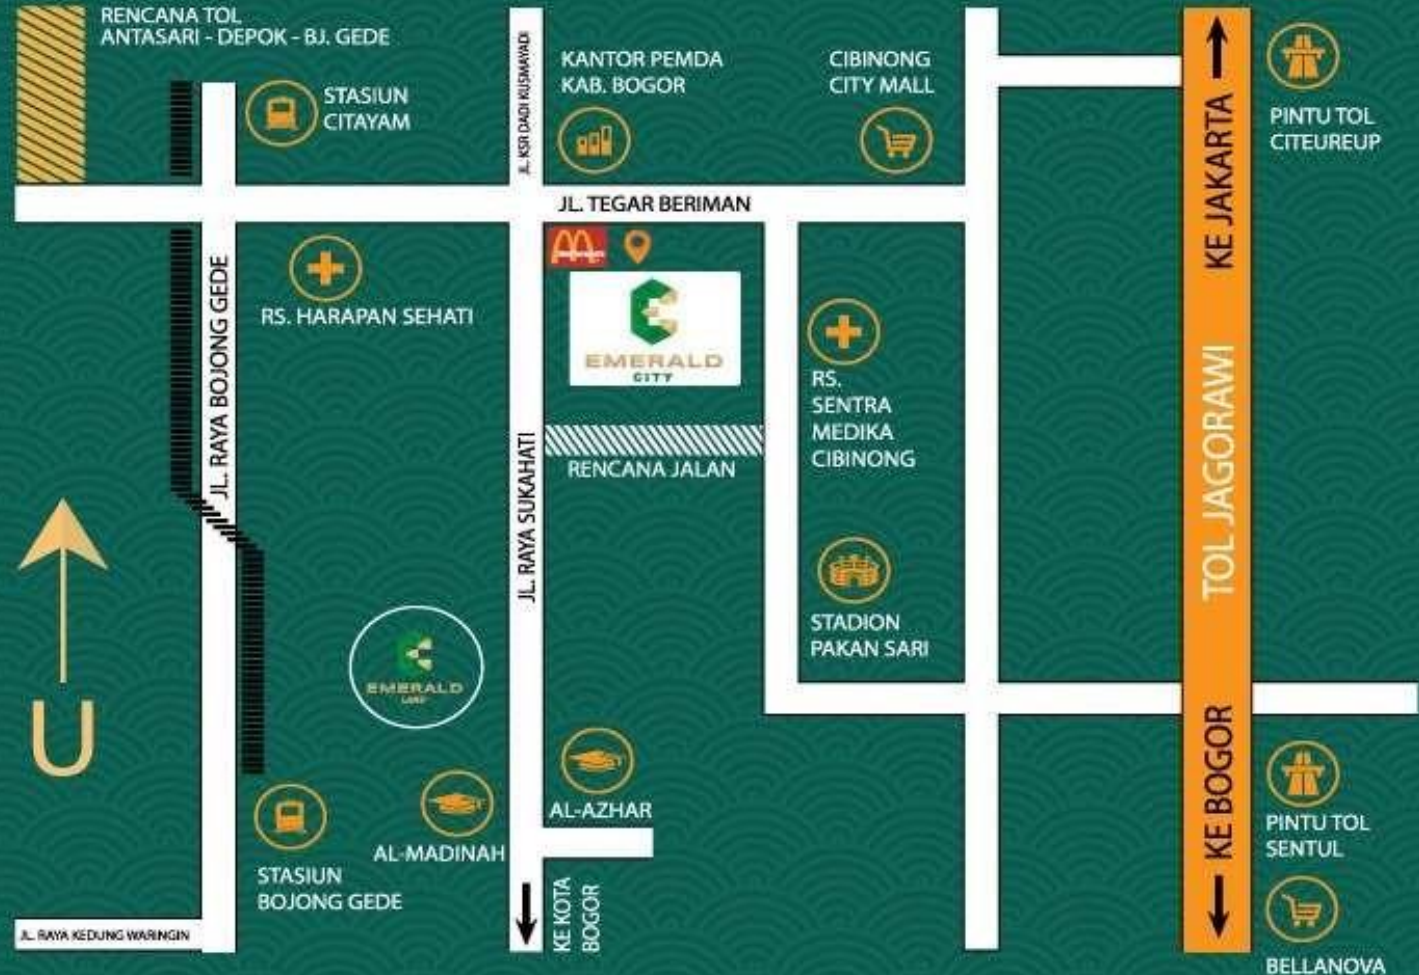 RENCANA TOL
ANTASARI - DEPOK - BJ. GEDE
STASIUN
CITAYAM
JL. KSR DADI KUSMAYADI
KANTOR PEMDA
KAB. BOGOR
CIBINONG
CITY MALL
KE JAKARTA
PINTU TOL
CITEUREUP
JL. TEGAR BERIMAN
RS. HARAPAN SEHATI
JL. RAYA BOJONG GEDE
EMERALD
CITY
RS.
SENTRA
MEDIKA
CIBINONG
TOL JAGORAWI
JL. RAYA SUKAHATI
RENCANA JALAN
STADION
PAKAN SARI
U
EMERALD
KE BOGOR
AL-AZHAR
AL-MADINAH
STASIUN
BOJONG GEDE
PINTU TOL
SENTUL
KE KOTA
BOGOR
JL. RAYA KEDUNG WARINGIN
BELLANOVA